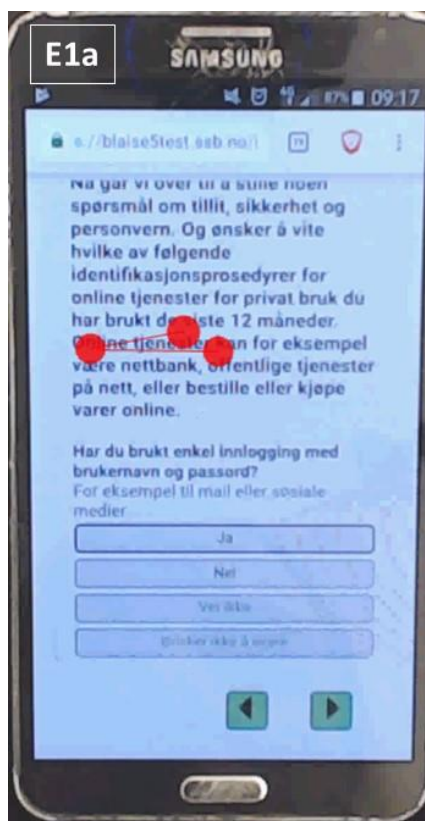 E1a
SAMSUNG
87% 09:17
s://blaise5test.ssb.no/i
Nå går vi over til å stille noen
spørsmål om tillit, sikkerhet og
personvern. Og ønsker å vite
hvilke av følgende
identifikasjonsprosedyrer for
online tjenester for privat bruk du
har brukt de siste 12 måneder.
Online tjenester kan for eksempel
være nettbank, offentlige tjenester
på nett, eller bestille eller kjøpe
varer online.
Har du brukt enkel innlogging med
brukernavn og passord?
For eksempel til mail eller sosiale
medier
Ja
Nei
Vet ikke
Ønsker ikke å svare